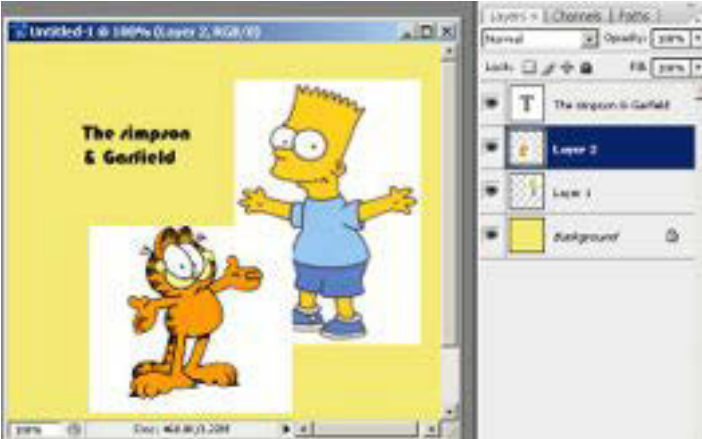 Untitled-1 @ 100% (Layer 2, RGB/8)
The simpson
& Garfield
100%
Layers × Channels Paths
Normal Opacity: 100%
Lock: Fill: 100%
T The simpson & Garfield
Layer 2
Layer 1
Background